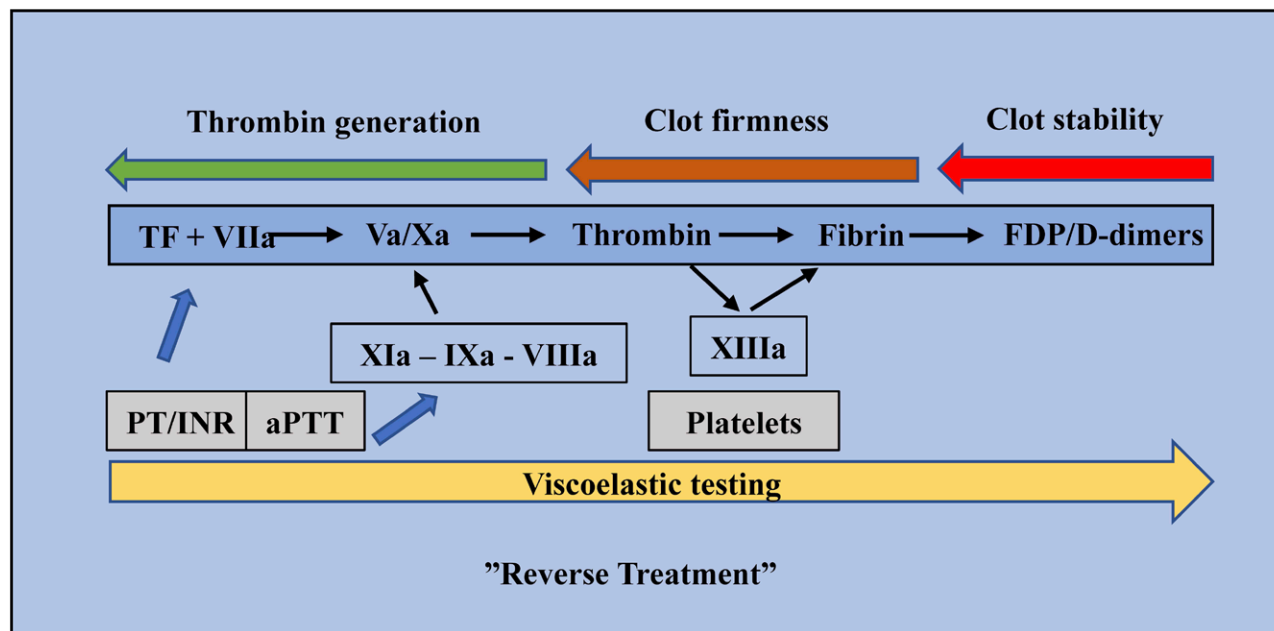 Thrombin generation
Clot firmness
Clot stability
TF + VIIa
Va/Xa
Thrombin
Fibrin
FDP/D-dimers
XIa – IXa - VIIIa
XIIIa
PT/INR
aPTT
Platelets
Viscoelastic testing
”Reverse Treatment”